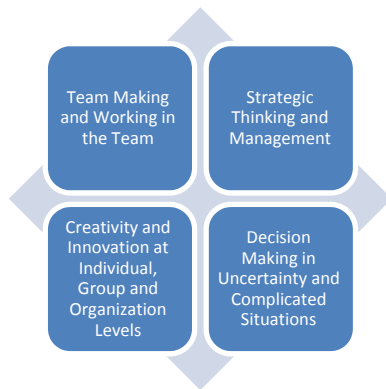 Team Making
and Working in
the Team
Strategic
Thinking and
Management
Creativity and
Innovation at
Individual,
Group and
Organization
Levels
Decision
Making in
Uncertainty and
Complicated
Situations